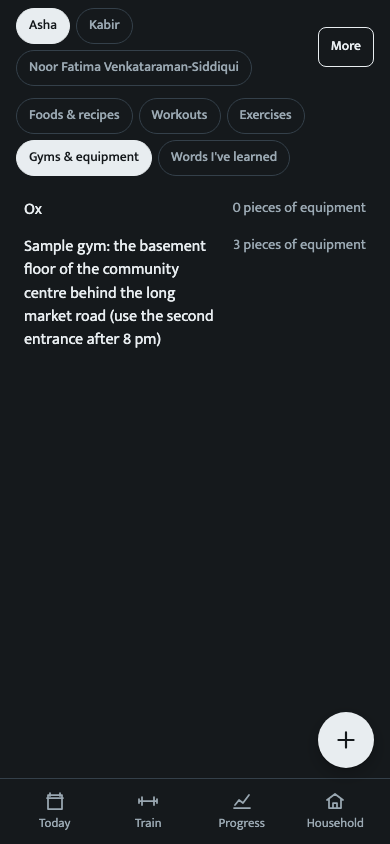 Asha
Kabir
More
Noor Fatima Venkataraman-Siddiqui
Foods & recipes
Workouts
Exercises
Gyms & equipment
Words I've learned
Ox
0 pieces of equipment
Sample gym: the basement
3 pieces of equipment
floor of the community
centre behind the long
market road (use the second
entrance after 8 pm)
Today
Train
Progress
Household